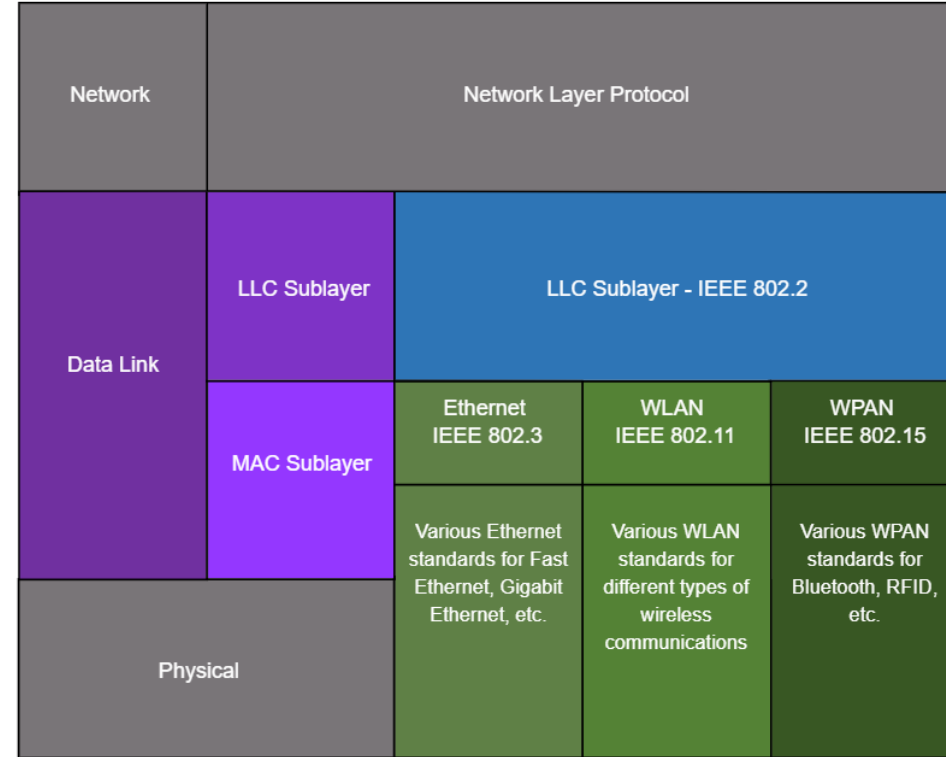 Network
Network Layer Protocol
Data Link
LLC Sublayer
LLC Sublayer - IEEE 802.2
MAC Sublayer
Ethernet
IEEE 802.3
WLAN
IEEE 802.11
WPAN
IEEE 802.15
Various Ethernet
standards for Fast
Ethernet, Gigabit
Ethernet, etc.
Various WLAN
standards for
different types of
wireless
communications
Various WPAN
standards for
Bluetooth, RFID,
etc.
Physical